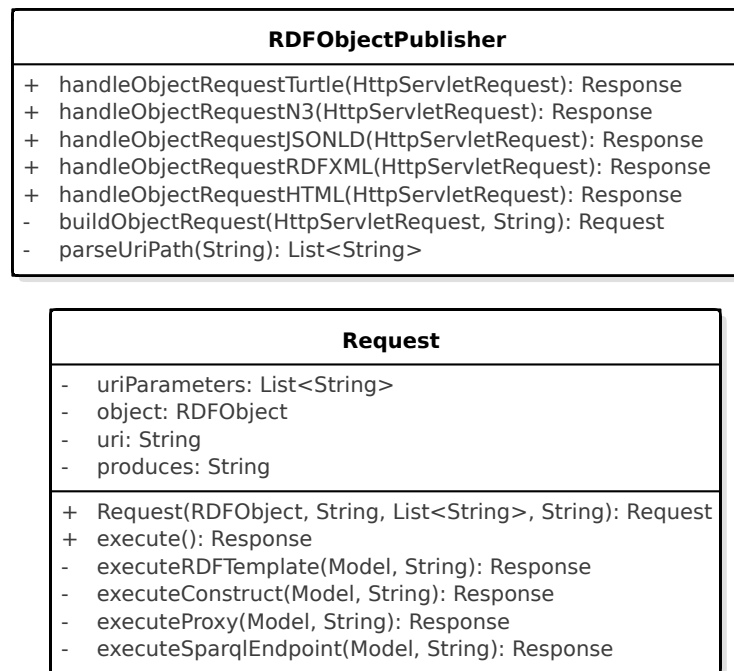 RDFObjectPublisher
+ handleObjectRequestTurtle(HttpServletRequest): Response
+ handleObjectRequestN3(HttpServletRequest): Response
+ handleObjectRequestJSONLD(HttpServletRequest): Response
+ handleObjectRequestRDFXML(HttpServletRequest): Response
+ handleObjectRequestHTML(HttpServletRequest): Response
- buildObjectRequest(HttpServletRequest, String): Request
- parseUriPath(String): List<String>
Request
- uriParameters: List<String>
- object: RDFObject
- uri: String
- produces: String
+ Request(RDFObject, String, List<String>, String): Request
+ execute(): Response
- executeRDFTemplate(Model, String): Response
- executeConstruct(Model, String): Response
- executeProxy(Model, String): Response
- executeSparqlEndpoint(Model, String): Response